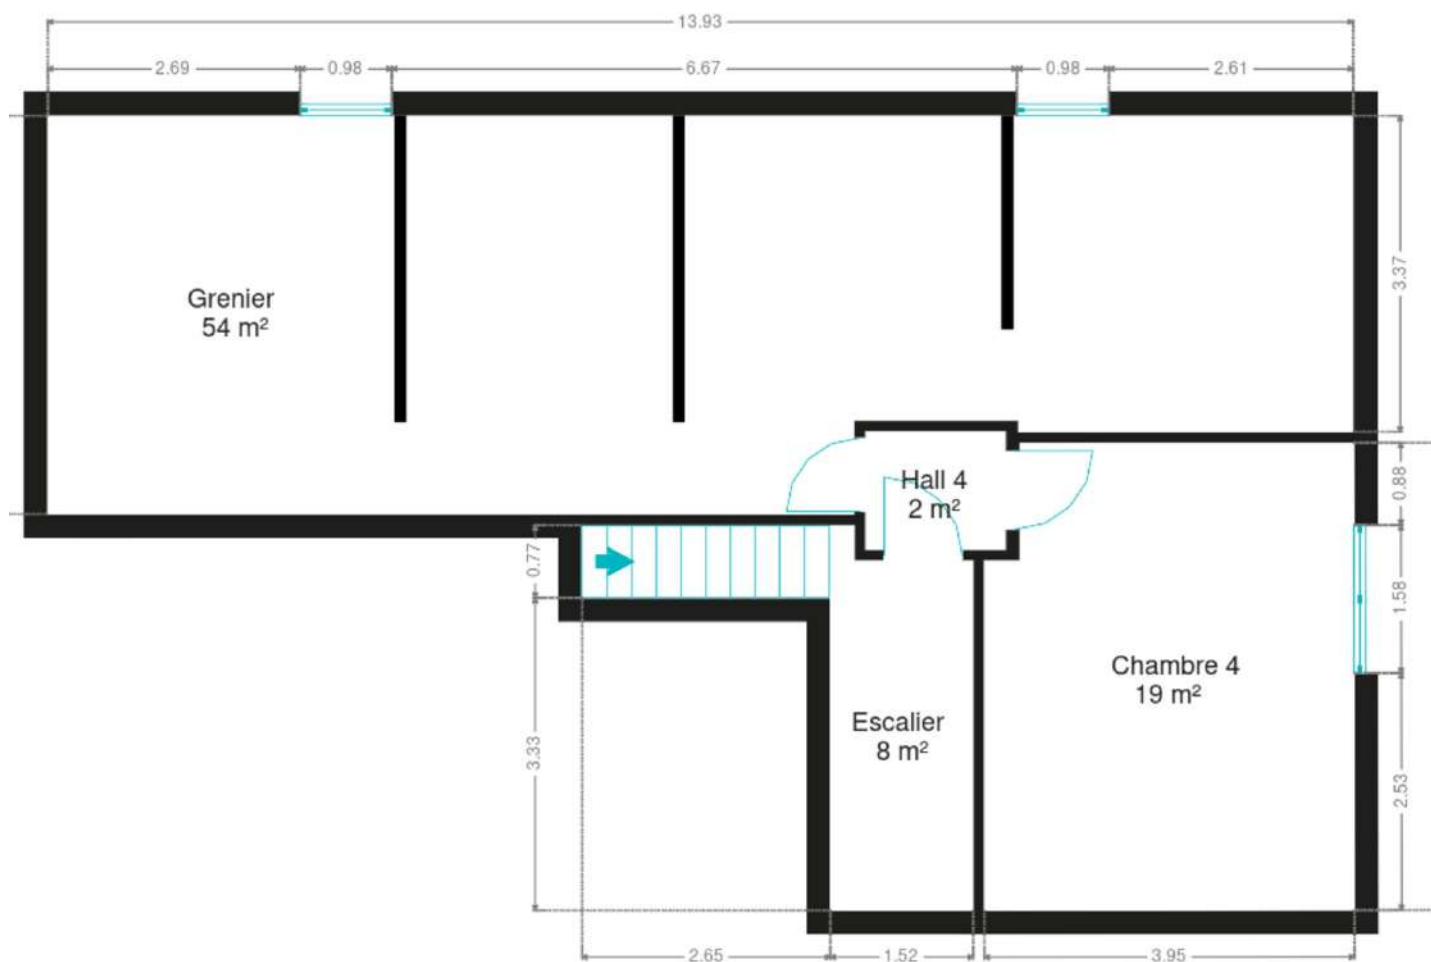 13.93
2.69
0.98
6.67
0.98
2.61
3.37
Grenier
54 m²
Hall 4
2 m²
0.88
0.77
1.58
Chambre 4
19 m²
Escalier
8 m²
3.33
2.53
2.65
1.52
3.95